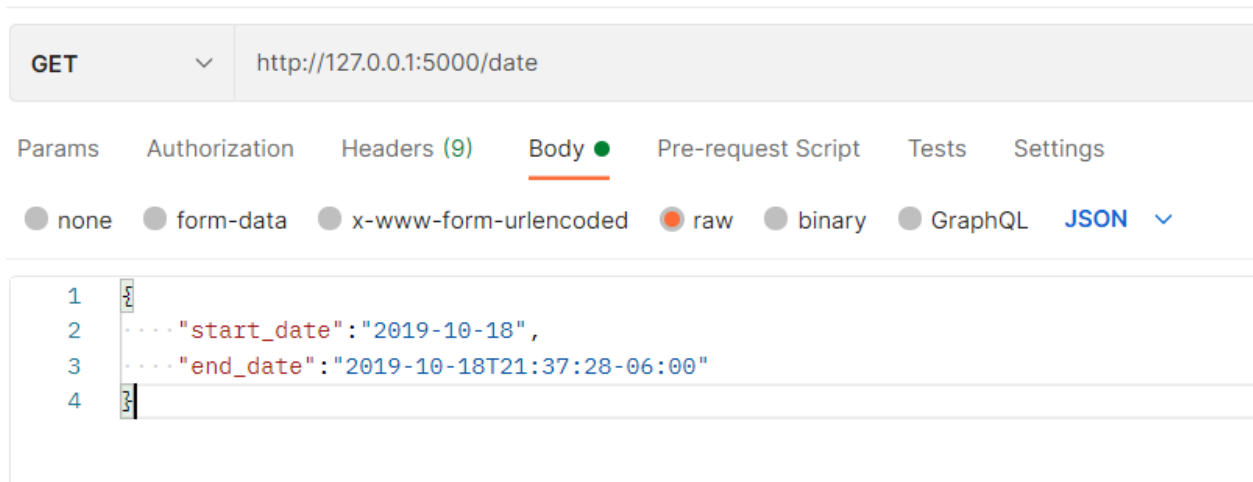 GET http://127.0.0.1:5000/date
Params Authorization Headers (9) Body Pre-request Script Tests Settings
none form-data x-www-form-urlencoded raw binary GraphQL JSON
1 {
2 ····"start_date":"2019-10-18",
3 ····"end_date":"2019-10-18T21:37:28-06:00"
4 }